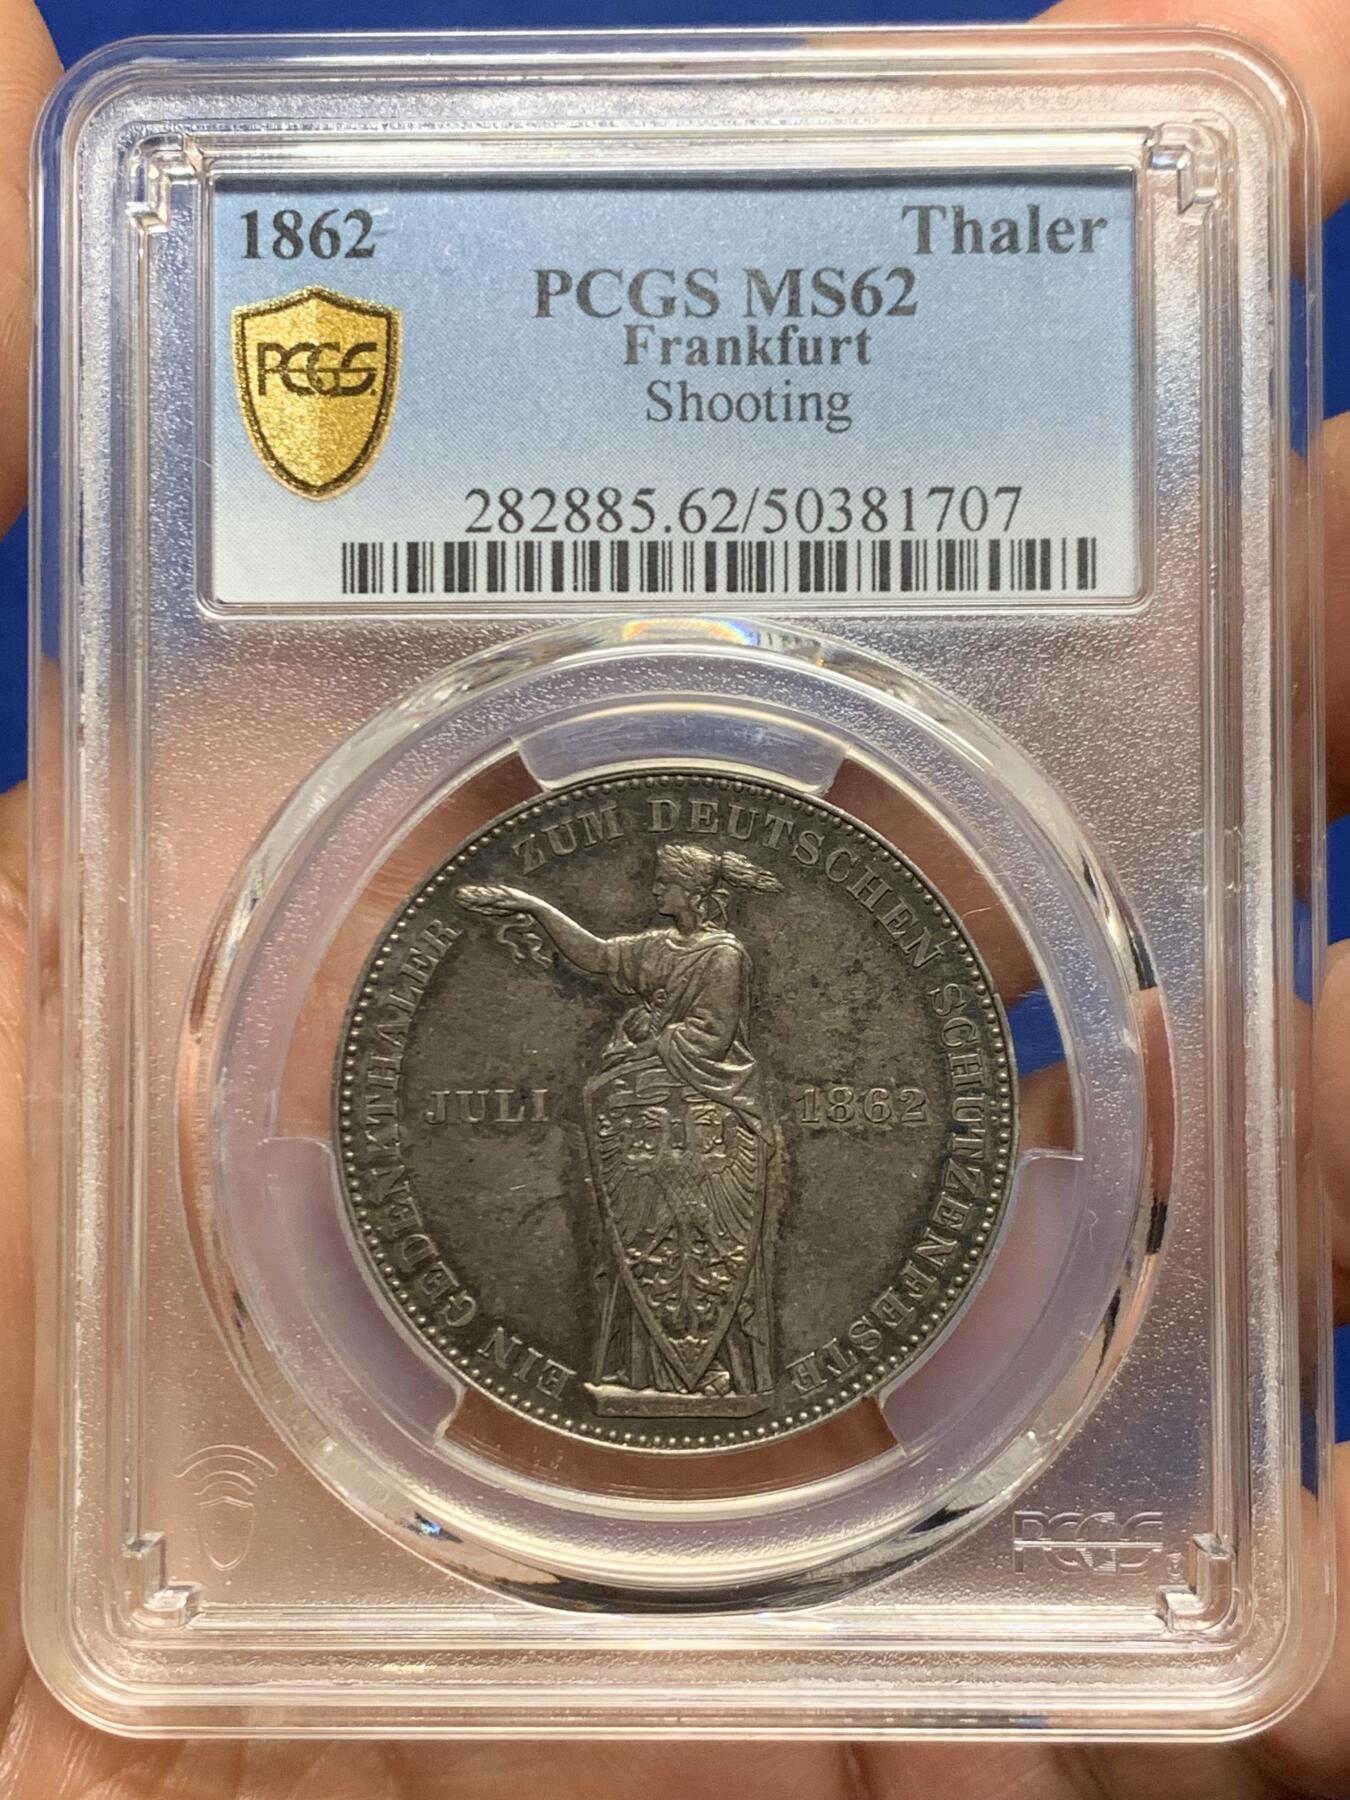 1862 Thaler
PCGS MS62
Frankfurt
PCGS
Shooting
282885.62/50381707
EIN GEDENKTHALER ZUM DEUTSCHEN SCHUTZENFESTE
JULI 1862
PCGS